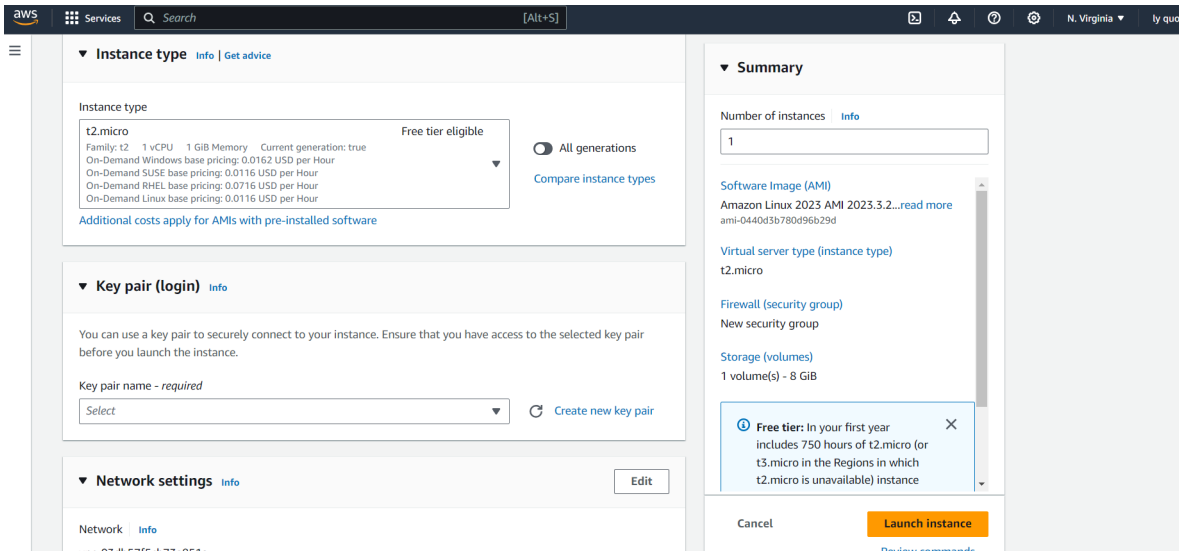 aws Services Search [Alt+S] N. Virginia ▼ ly quo
▼ Instance type Info | Get advice
Instance type
t2.micro Free tier eligible
Family: t2 1 vCPU 1 GiB Memory Current generation: true
On-Demand Windows base pricing: 0.0162 USD per Hour
On-Demand SUSE base pricing: 0.0116 USD per Hour
On-Demand RHEL base pricing: 0.0716 USD per Hour
On-Demand Linux base pricing: 0.0116 USD per Hour
All generations
Compare instance types
Additional costs apply for AMIs with pre-installed software
▼ Key pair (login) Info
You can use a key pair to securely connect to your instance. Ensure that you have access to the selected key pair
before you launch the instance.
Key pair name - required
Select
Create new key pair
▼ Network settings Info
Edit
Network Info
▼ Summary
Number of instances Info
1
Software Image (AMI)
Amazon Linux 2023 AMI 2023.3.2...read more
ami-0440d3b780d96b29d
Virtual server type (instance type)
t2.micro
Firewall (security group)
New security group
Storage (volumes)
1 volume(s) - 8 GiB
Free tier: In your first year
includes 750 hours of t2.micro (or
t3.micro in the Regions in which
t2.micro is unavailable) instance
Cancel
Launch instance
Review commands